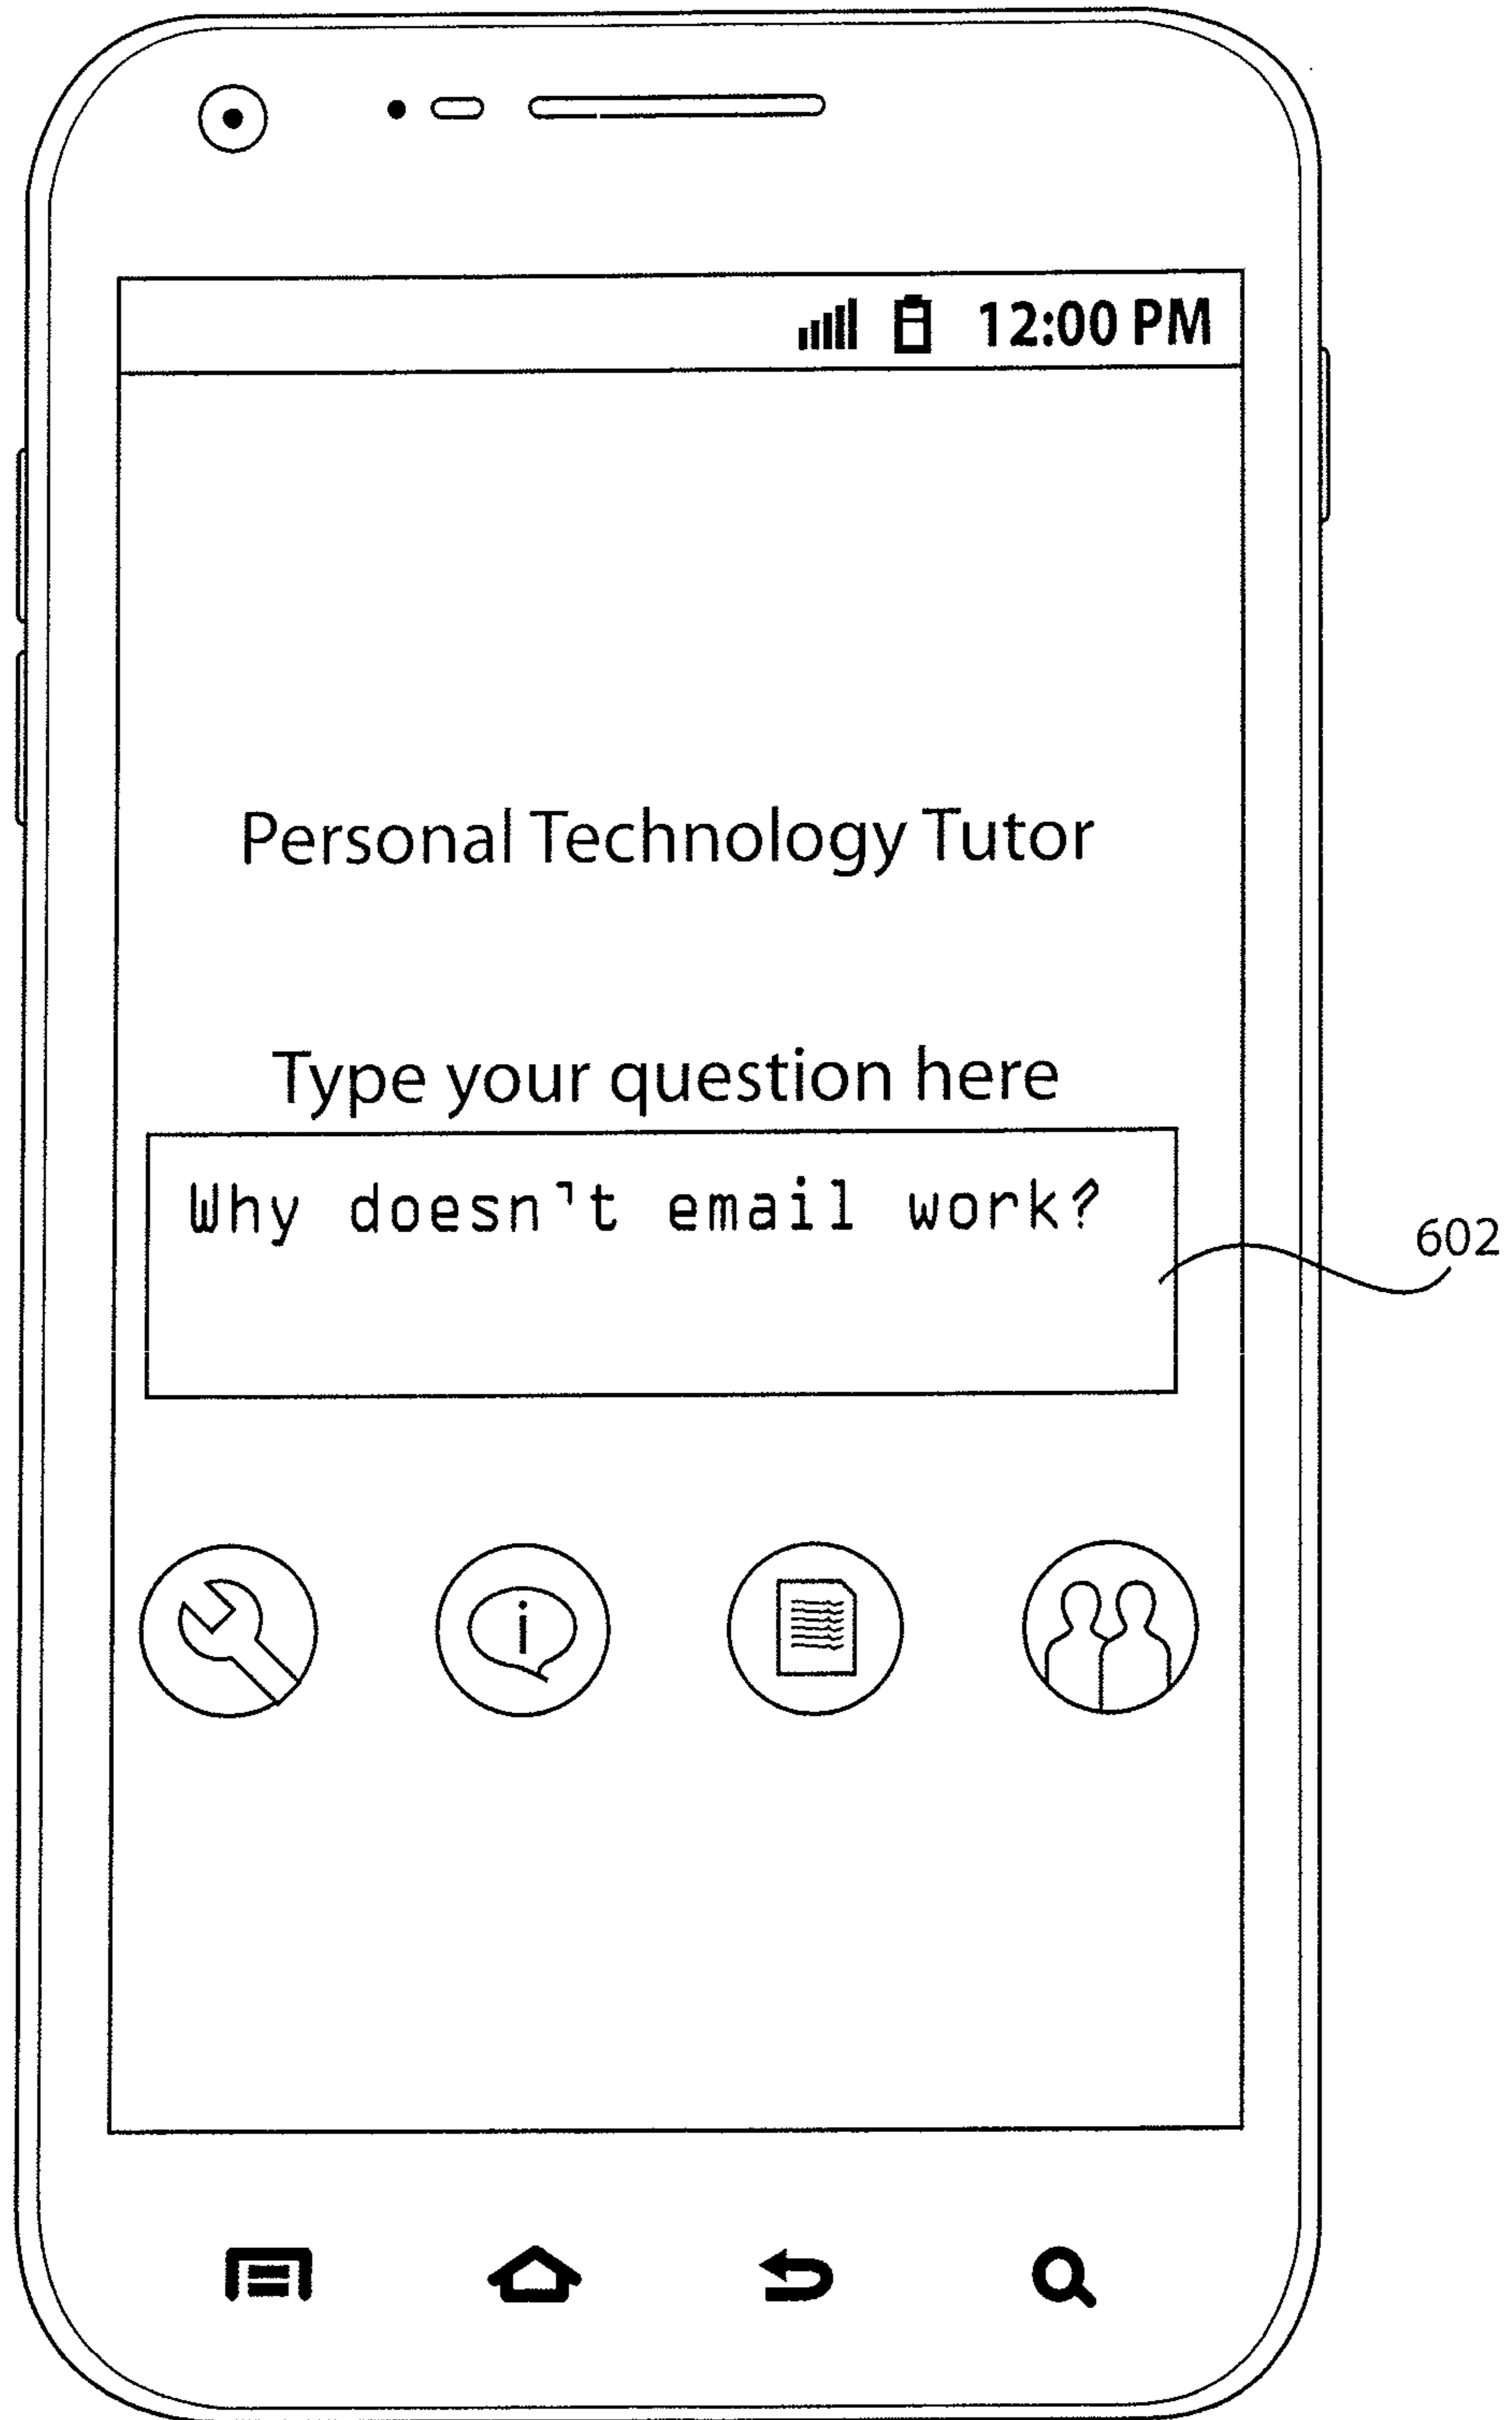 12:00 PM
Personal Technology Tutor
Type your question here
Why doesn't email work?
602
i